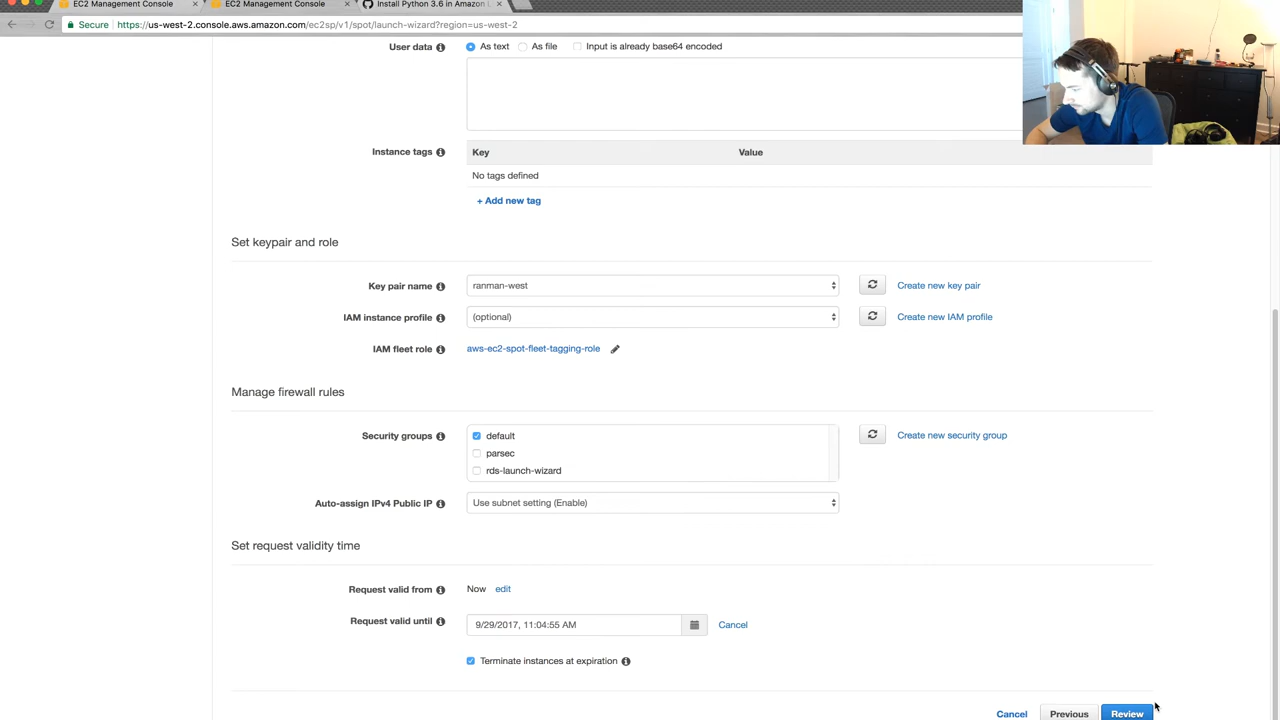 EC2 Management Console × EC2 Management Console × Install Python 3.6 in Amazon L ×
Secure https://us-west-2.console.aws.amazon.com/ec2sp/v1/spot/launch-wizard?region=us-west-2
User data As text As file Input is already base64 encoded
Instance tags Key Value
No tags defined
+ Add new tag
Set keypair and role
Key pair name ranman-west Create new key pair
IAM instance profile (optional) Create new IAM profile
IAM fleet role aws-ec2-spot-fleet-tagging-role
Manage firewall rules
Security groups default Create new security group
parsec
rds-launch-wizard
Auto-assign IPv4 Public IP Use subnet setting (Enable)
Set request validity time
Request valid from Now edit
Request valid until 9/29/2017, 11:04:55 AM Cancel
Terminate instances at expiration
Cancel Previous Review